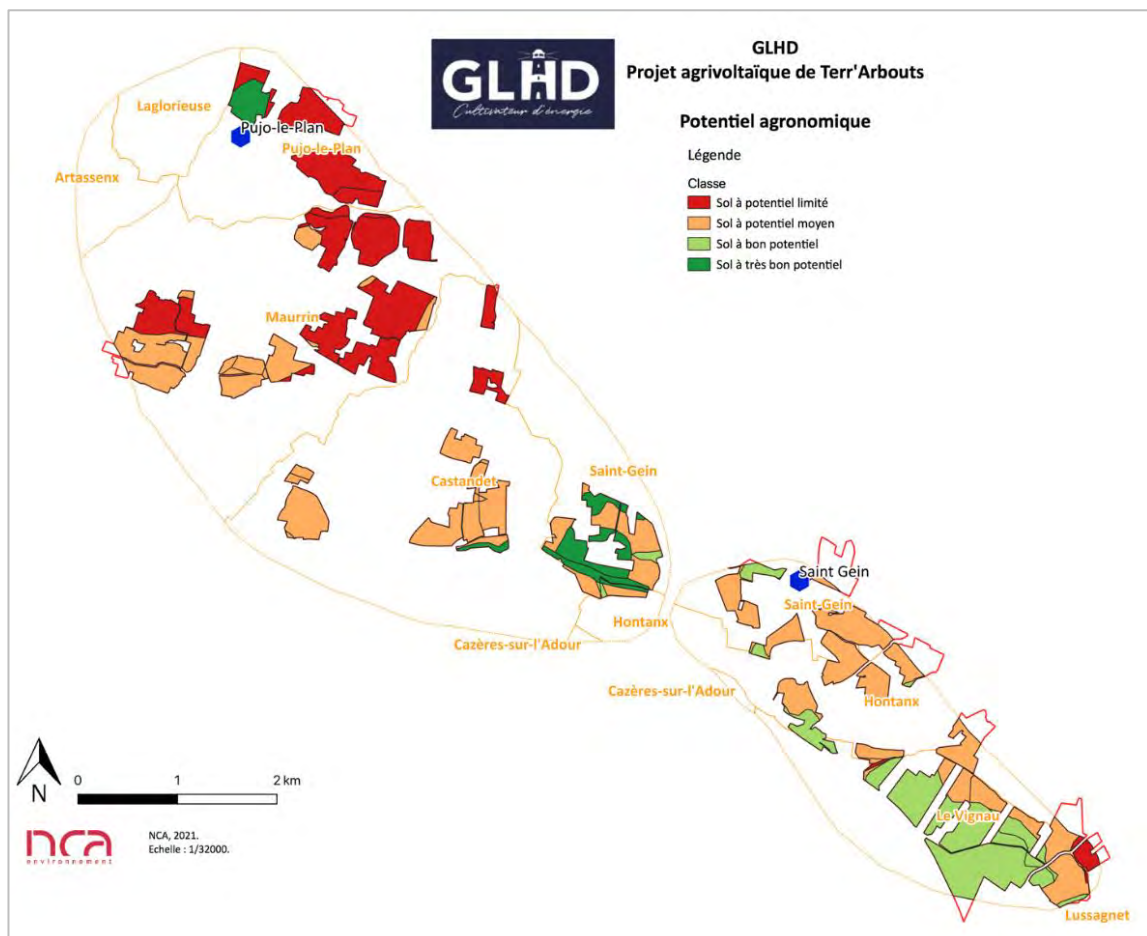 GLHD
Cultivateur d'énergie
GLHD
Projet agrivoltaïque de Terr'Arbouts
Potentiel agronomique
Légende
Classe
Sol à potentiel limité
Sol à potentiel moyen
Sol à bon potentiel
Sol à très bon potentiel
Laglorieuse
Pujo-le-Plan
Pujo-le-Plan
Artassenx
Maurrin
Castandet
Saint-Gein
Saint Gein
Saint-Gein
Hontanx
Cazères-sur-l'Adour
Cazères-sur-l'Adour
Hontanx
Le Vignau
Lussagnet
N
0 1 2 km
nca
environnement
NCA, 2021.
Echelle : 1/32000.